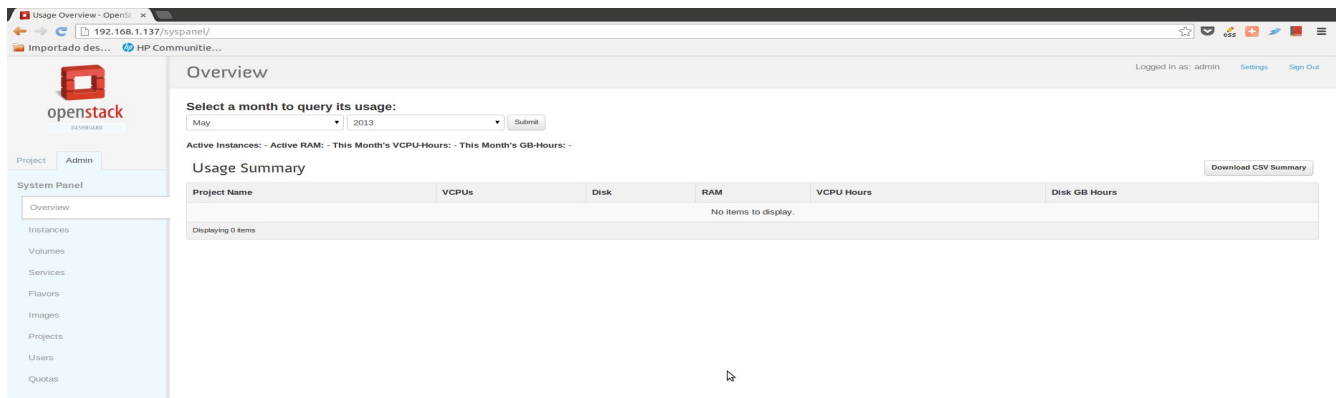 Usage Overview - OpenS
192.168.1.137/syspanel/
Importado des... HP Communitie...
openstack
DASHBOARD
Project Admin
System Panel
Overview
Instances
Volumes
Services
Flavors
Images
Projects
Users
Quotas
Overview
Logged in as: admin Settings Sign Out
Select a month to query its usage:
May 2013 Submit
Active Instances: - Active RAM: - This Month's VCPU-Hours: - This Month's GB-Hours: -
Usage Summary
Download CSV Summary
Project Name VCPUs Disk RAM VCPU Hours Disk GB Hours
No items to display.
Displaying 0 items
css